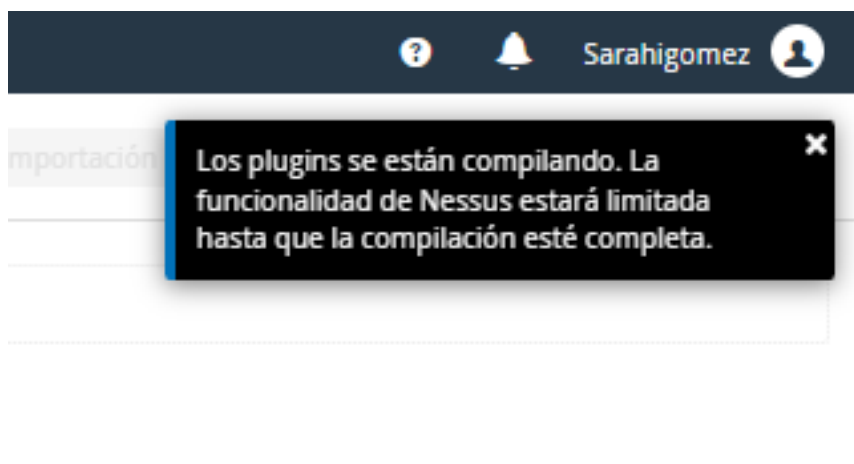 Sarahigomez
mportación
Los plugins se están compilando. La
funcionalidad de Nessus estará limitada
hasta que la compilación esté completa.